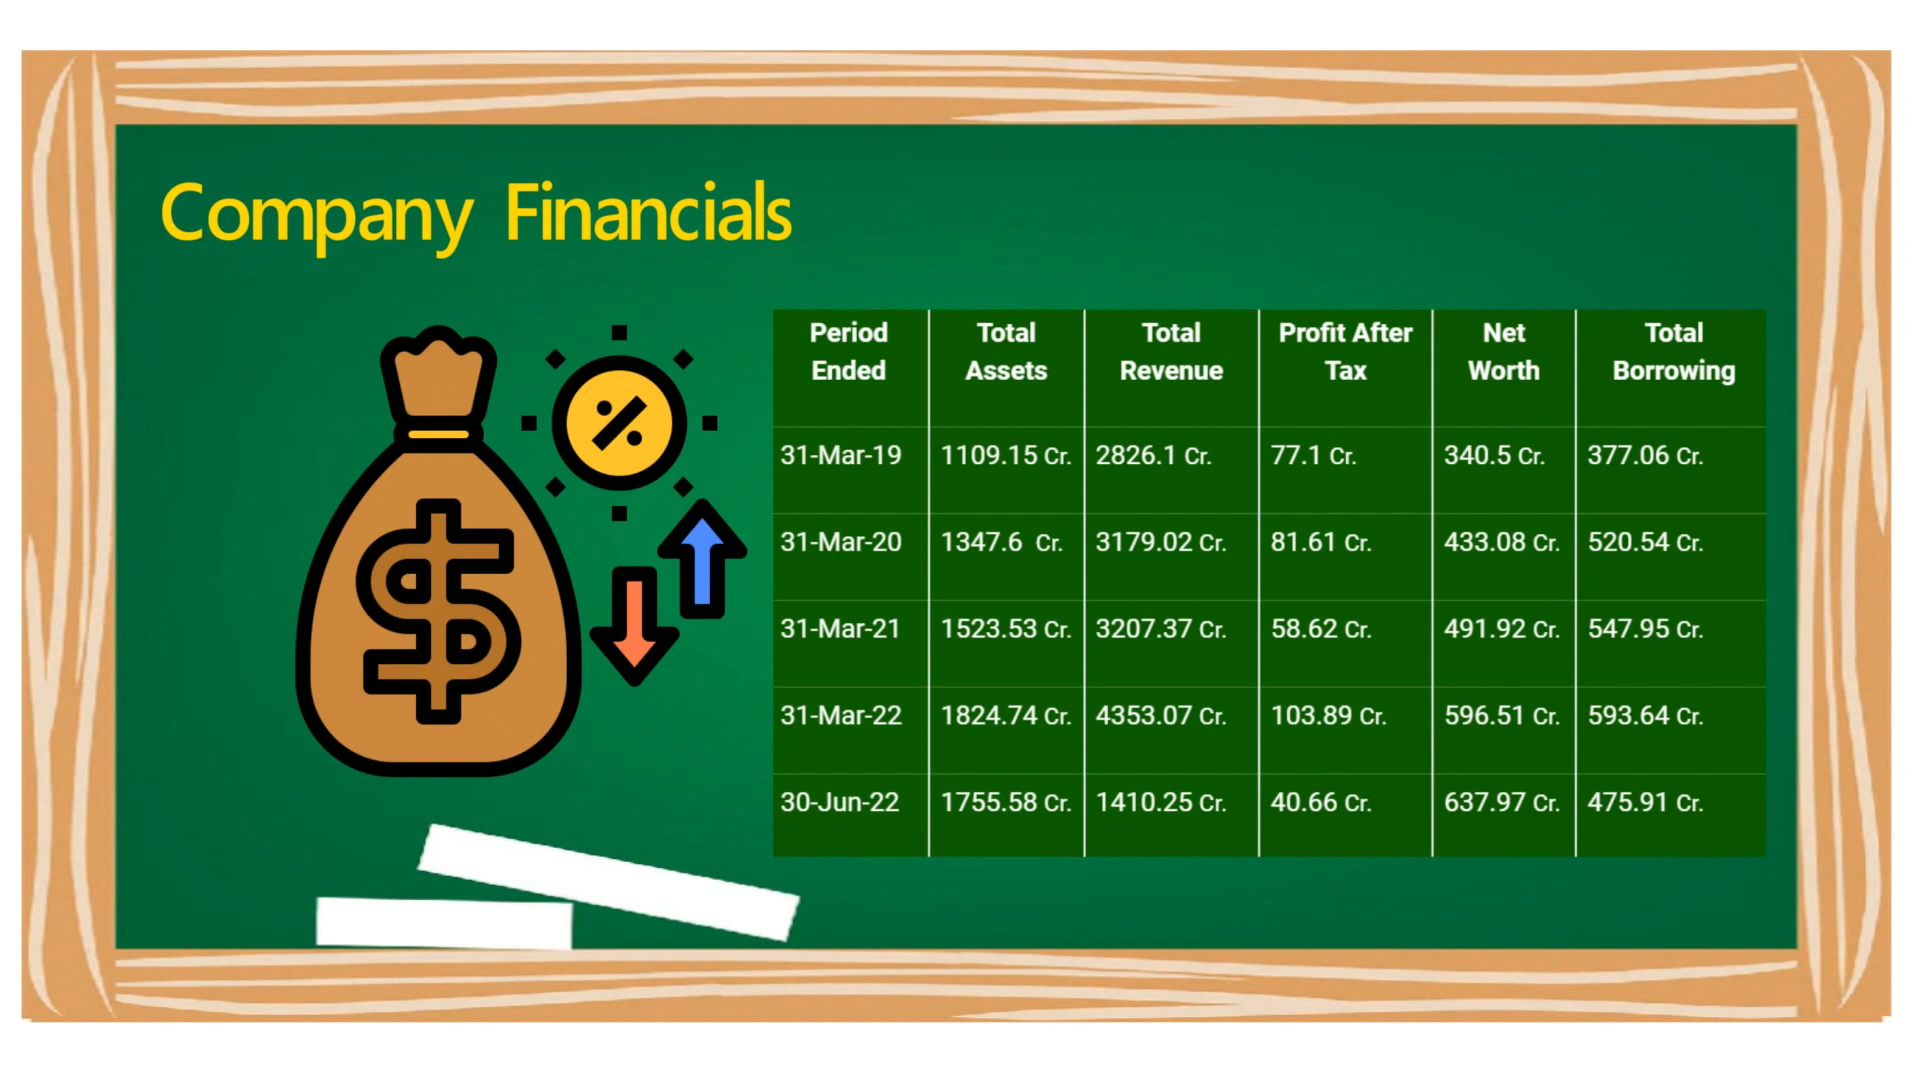 Company Financials
Period Ended Total Assets Total Revenue Profit After Tax Net Worth Total Borrowing
31-Mar-19 1109.15 Cr. 2826.1 Cr. 77.1 Cr. 340.5 Cr. 377.06 Cr.
31-Mar-20 1347.6 Cr. 3179.02 Cr. 81.61 Cr. 433.08 Cr. 520.54 Cr.
31-Mar-21 1523.53 Cr. 3207.37 Cr. 58.62 Cr. 491.92 Cr. 547.95 Cr.
31-Mar-22 1824.74 Cr. 4353.07 Cr. 103.89 Cr. 596.51 Cr. 593.64 Cr.
30-Jun-22 1755.58 Cr. 1410.25 Cr. 40.66 Cr. 637.97 Cr. 475.91 Cr.